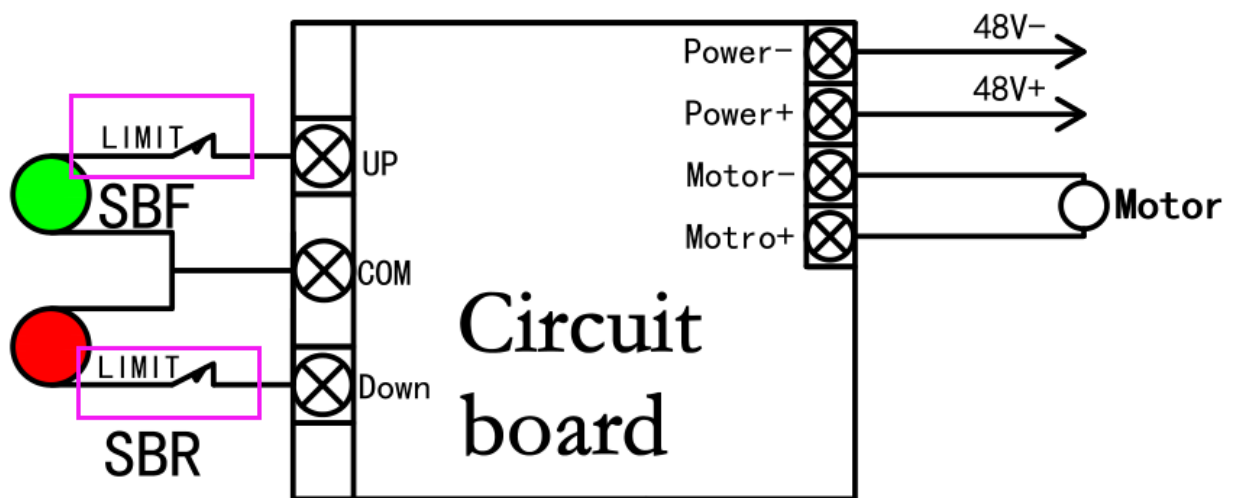 LIMIT
SBF
UP
COM
LIMIT
Down
SBR
Circuit
board
Power-
Power+
Motor-
Motro+
48V-
48V+
Motor